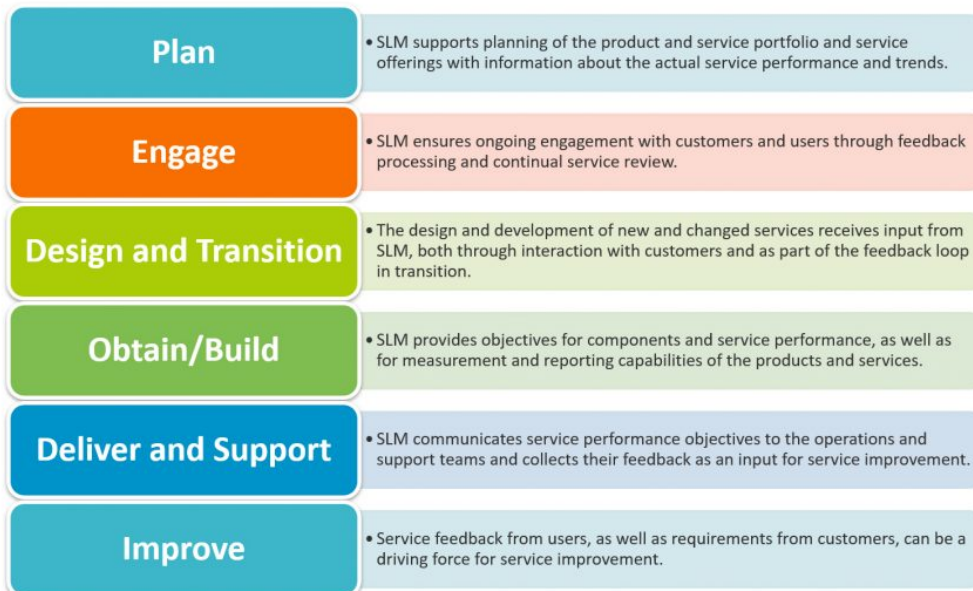 Plan
• SLM supports planning of the product and service portfolio and service
offerings with information about the actual service performance and trends.
Engage
• SLM ensures ongoing engagement with customers and users through feedback
processing and continual service review.
Design and Transition
• The design and development of new and changed services receives input from
SLM, both through interaction with customers and as part of the feedback loop
in transition.
Obtain/Build
• SLM provides objectives for components and service performance, as well as
for measurement and reporting capabilities of the products and services.
Deliver and Support
• SLM communicates service performance objectives to the operations and
support teams and collects their feedback as an input for service improvement.
Improve
• Service feedback from users, as well as requirements from customers, can be a
driving force for service improvement.